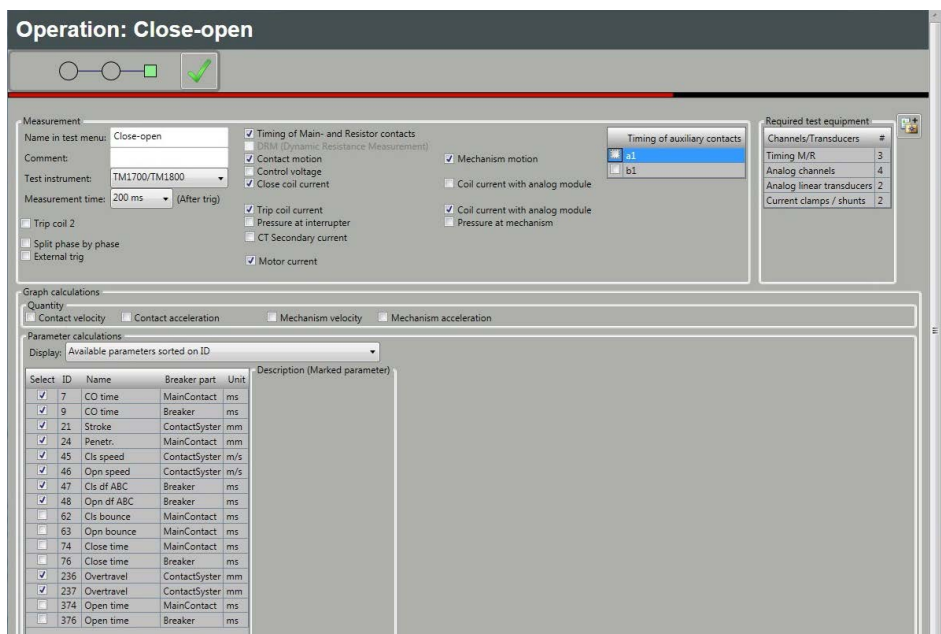 Operation: Close-open
Measurement
Name in test menu: Close-open
Comment:
Test instrument: TM1700/TM1800
Measurement time: 200 ms (After trig)
Trip coil 2
Split phase by phase
External trig
Timing of Main- and Resistor contacts
DRM (Dynamic Resistance Measurement)
Contact motion
Mechanism motion
Control voltage
Close coil current
Coil current with analog module
Trip coil current
Coil current with analog module
Pressure at interrupter
Pressure at mechanism
CT Secondary current
Motor current
Timing of auxiliary contacts
a1
b1
Required test equipment
Channels/Transducers #
Timing M/R 3
Analog channels 4
Analog linear transducers 2
Current clamps / shunts 2
Graph calculations
Quantity
Contact velocity Contact acceleration Mechanism velocity Mechanism acceleration
Parameter calculations
Display: Available parameters sorted on ID
Select ID Name Breaker part Unit
7 CO time MainContact ms
9 CO time Breaker ms
21 Stroke ContactSyster mm
24 Penetr. MainContact mm
45 Cls speed ContactSyster m/s
46 Opn speed ContactSyster m/s
47 Cls df ABC Breaker ms
48 Opn df ABC Breaker ms
62 Cls bounce MainContact ms
63 Opn bounce MainContact ms
74 Close time MainContact ms
76 Close time Breaker ms
236 Overtravel ContactSyster mm
237 Overtravel ContactSyster mm
374 Open time MainContact ms
376 Open time Breaker ms
Description (Marked parameter)